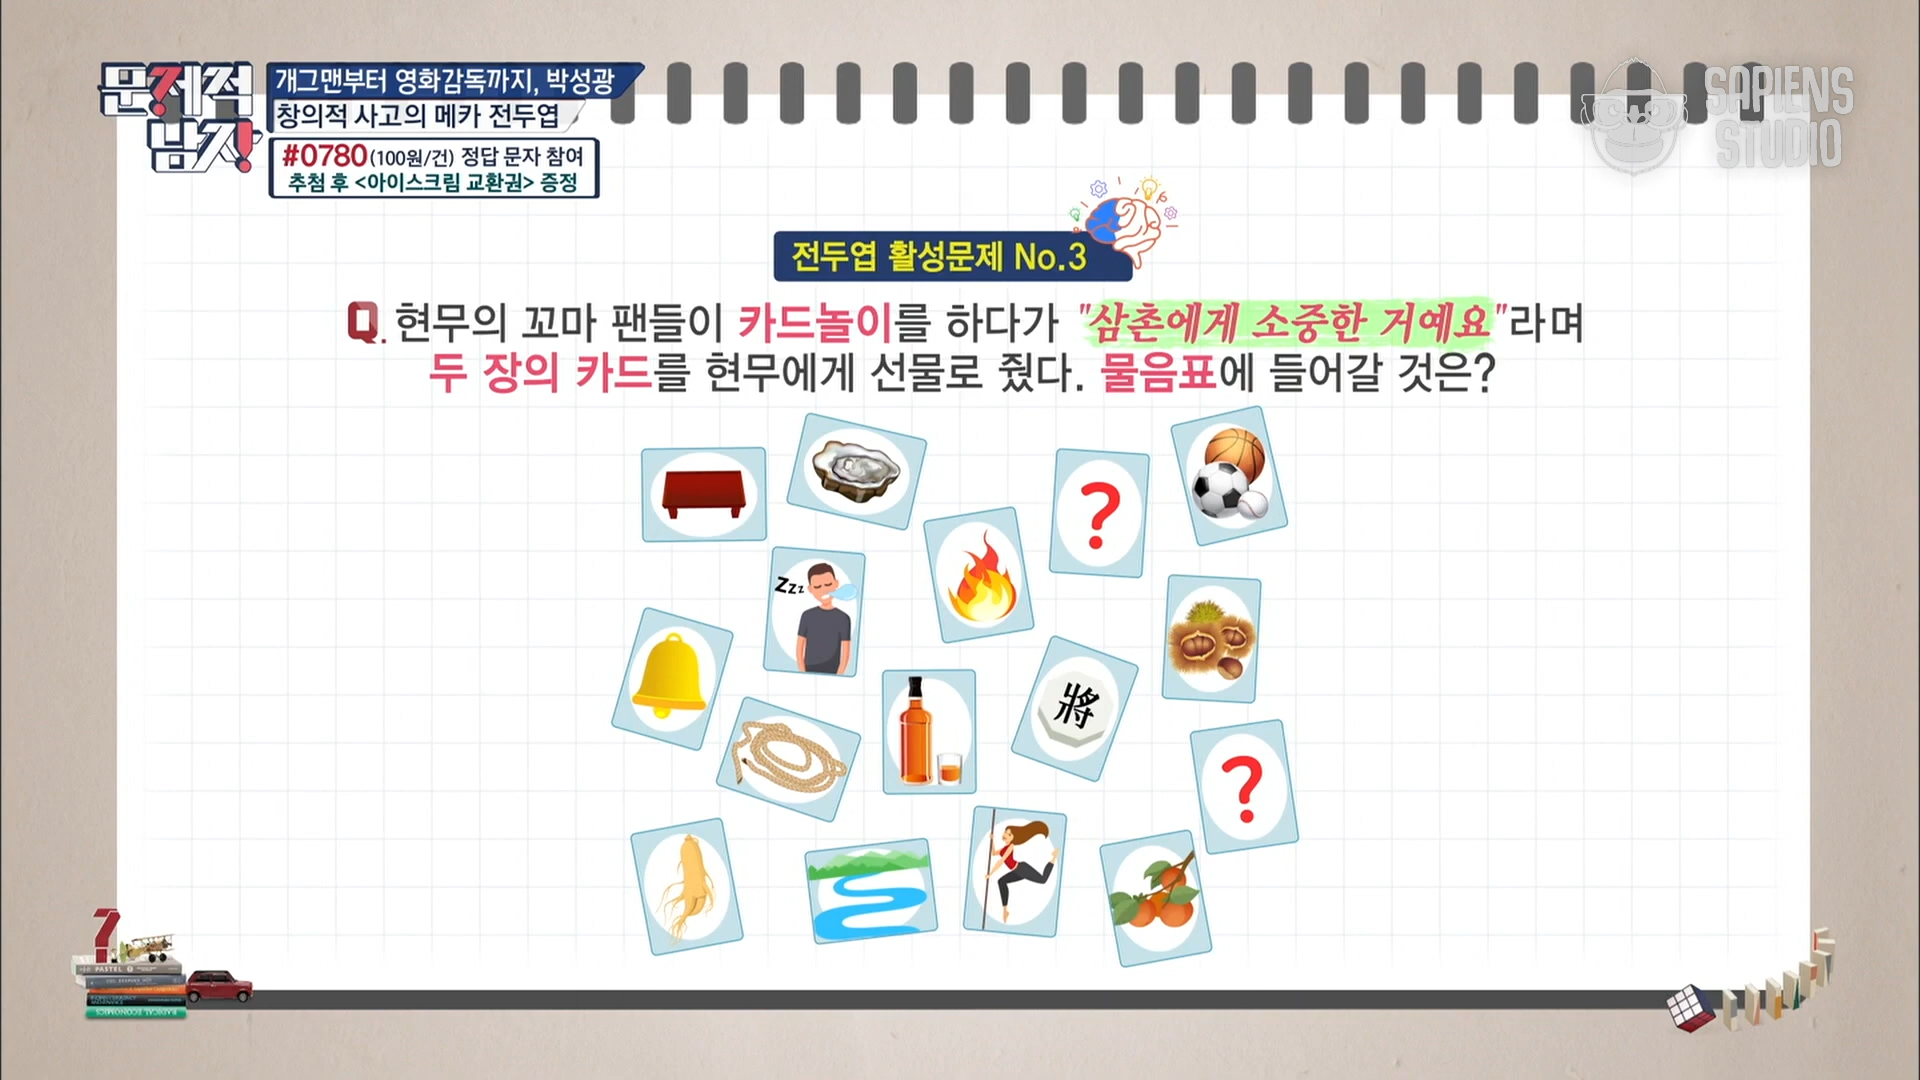 문제적
남자
개그맨부터 영화감독까지, 박성광
창의적 사고의 메카 전두엽
#0780(100원/건) 정답 문자 참여
추첨 후 <아이스크림 교환권> 증정
SAPIENS
STUDIO
전두엽 활성문제 No.3
Q. 현무의 꼬마 팬들이 카드놀이를 하다가 "삼촌에게 소중한 거예요"라며
두 장의 카드를 현무에게 선물로 줬다. 물음표에 들어갈 것은?
?
Zzz
將
?
7
PASTEL
RADICAL ECONOMICS